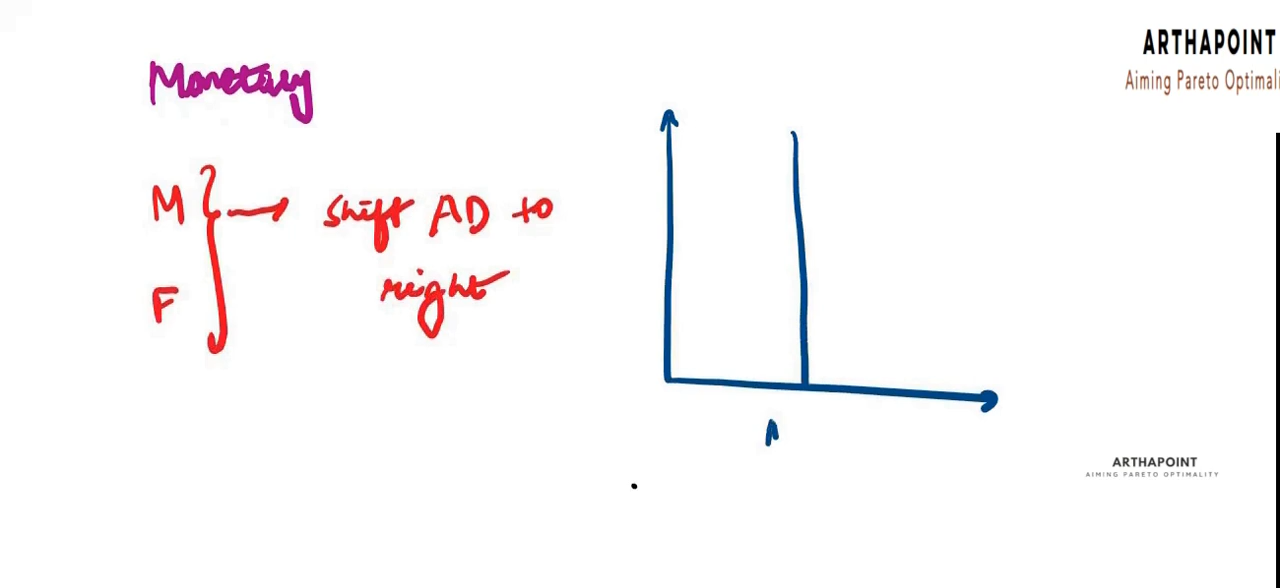 Monetary
M
F
shift AD to
right
ARTHAPOINT
Aiming Pareto Optimali
ARTHAPOINT
AIMING PARETO OPTIMALITY